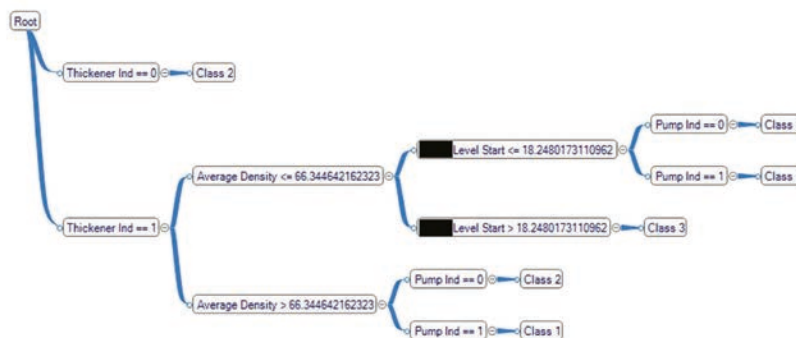 Root
Thickener Ind == 0
Class 2
Pump Ind == 0
Class
Level Start <= 18.2480173110962
Pump Ind == 1
Class
Average Density <= 66.344642162323
Level Start > 18.2480173110962
Class 3
Thickener Ind == 1
Pump Ind == 0
Class 2
Average Density > 66.344642162323
Pump Ind == 1
Class 1